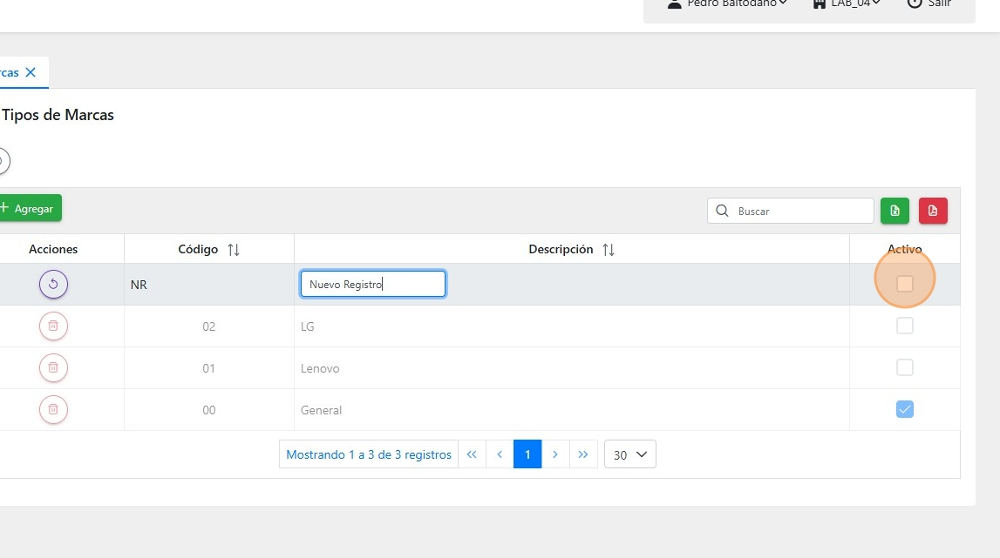 Pedro Baltodano LAB_04 Salir
rcas
Tipos de Marcas
Agregar Buscar
Acciones Código Descripción Activo
NR Nuevo Registro
02 LG
01 Lenovo
00 General
Mostrando 1 a 3 de 3 registros « ‹ 1 › » 30